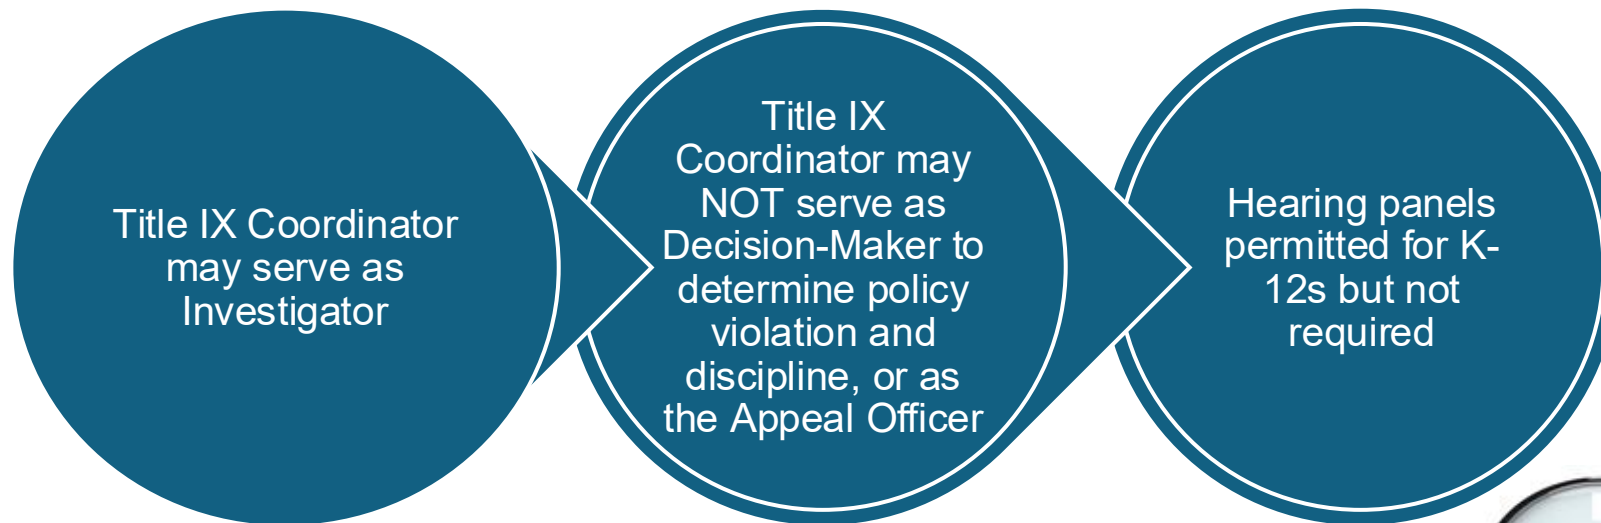 Title IX Coordinator
may serve as
Investigator
Title IX
Coordinator may
NOT serve as
Decision-Maker to
determine policy
violation and
discipline, or as
the Appeal Officer
Hearing panels
permitted for K-
12s but not
required